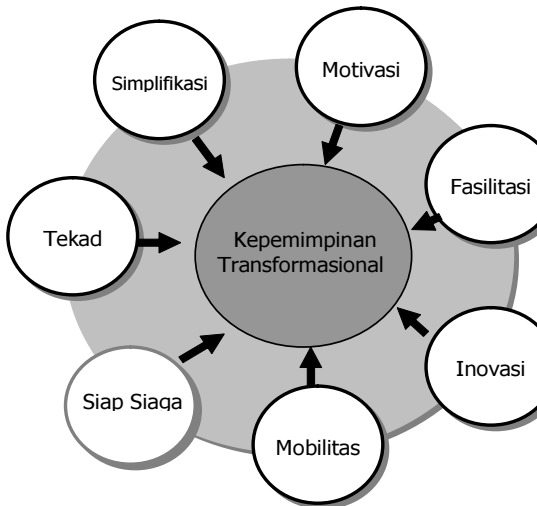 Simplifikasi
Motivasi
Fasilitasi
Tekad
Kepemimpinan
Transformasional
Inovasi
Siap Siaga
Mobilitas